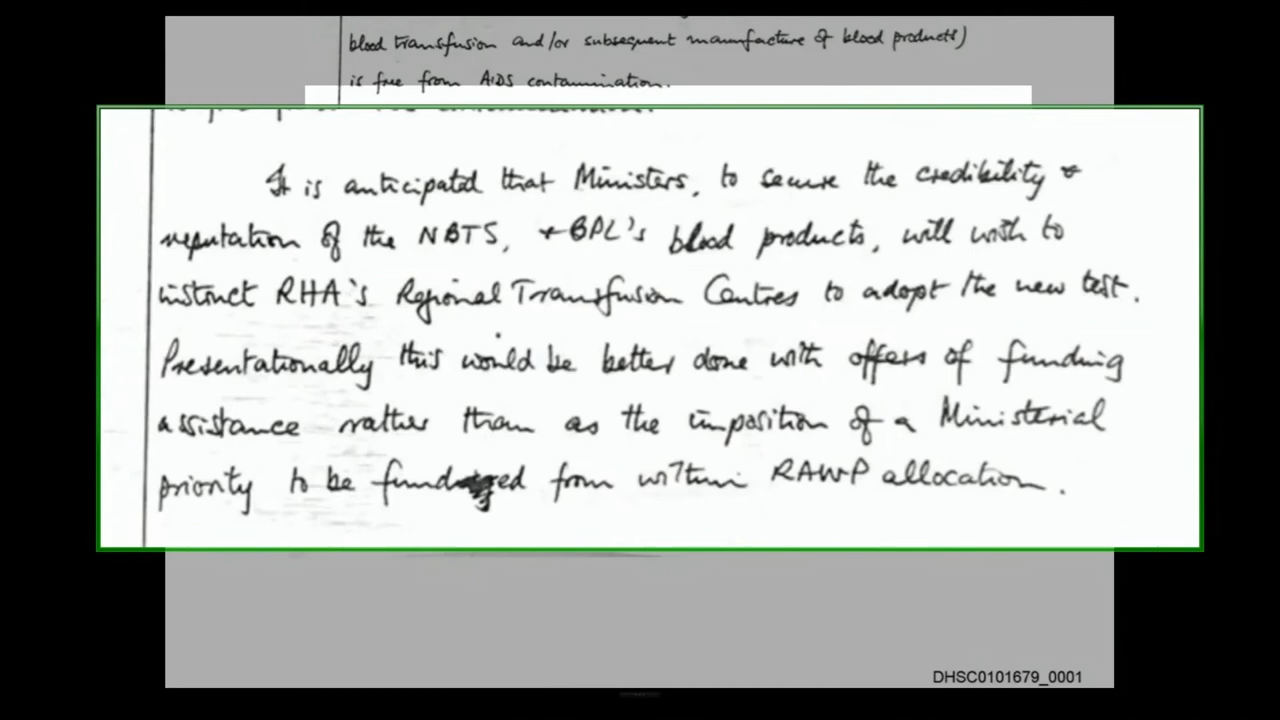 blood transfusion and/or subsequent manufacture of blood products)
is free from AIDS contamination.
It is anticipated that Ministers, to secure the credibility &
reputation of the NBTS, & BPL's blood products, will wish to
instruct RHA's Regional Transfusion Centres to adopt the new test.
Presentationally this would be better done with offers of funding
assistance rather than as the imposition of a Ministerial
priority to be funded from within RAWP allocation.
DHSC0101679_0001